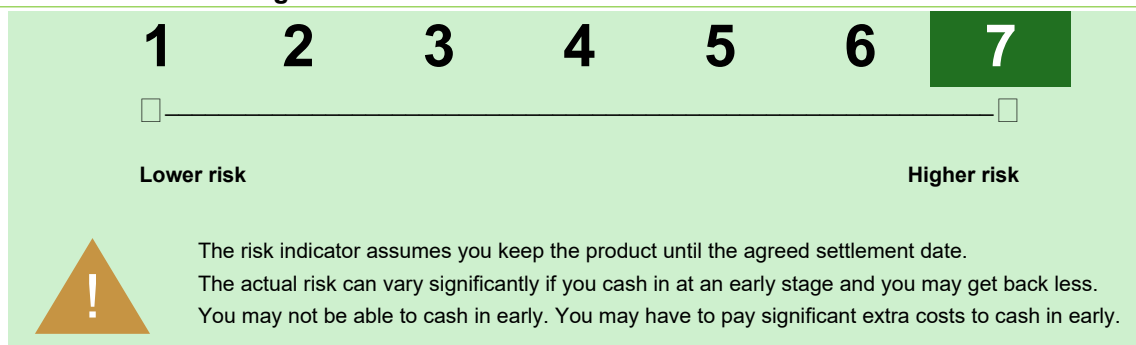 1 2 3 4 5 6 7
Lower risk Higher risk
!
The risk indicator assumes you keep the product until the agreed settlement date.
The actual risk can vary significantly if you cash in at an early stage and you may get back less.
You may not be able to cash in early. You may have to pay significant extra costs to cash in early.